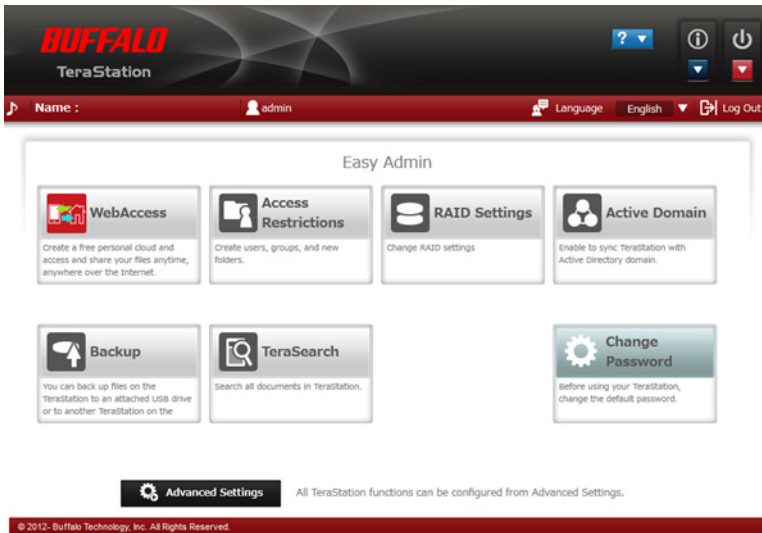 BUFFALO
TeraStation
?
Name :
admin
Language
English
Log Out
Easy Admin
WebAccess
Create a free personal cloud and
access and share your files anytime,
anywhere over the Internet.
Access
Restrictions
Create users, groups, and new
folders.
RAID Settings
Change RAID settings
Active Domain
Enable to sync TeraStation with
Active Directory domain.
Backup
You can back up files on the
TeraStation to an attached USB drive
or to another TeraStation on the
TeraSearch
Search all documents in TeraStation.
Change
Password
Before using your TeraStation,
change the default password.
Advanced Settings
All TeraStation functions can be configured from Advanced Settings.
© 2012- Buffalo Technology, Inc. All Rights Reserved.